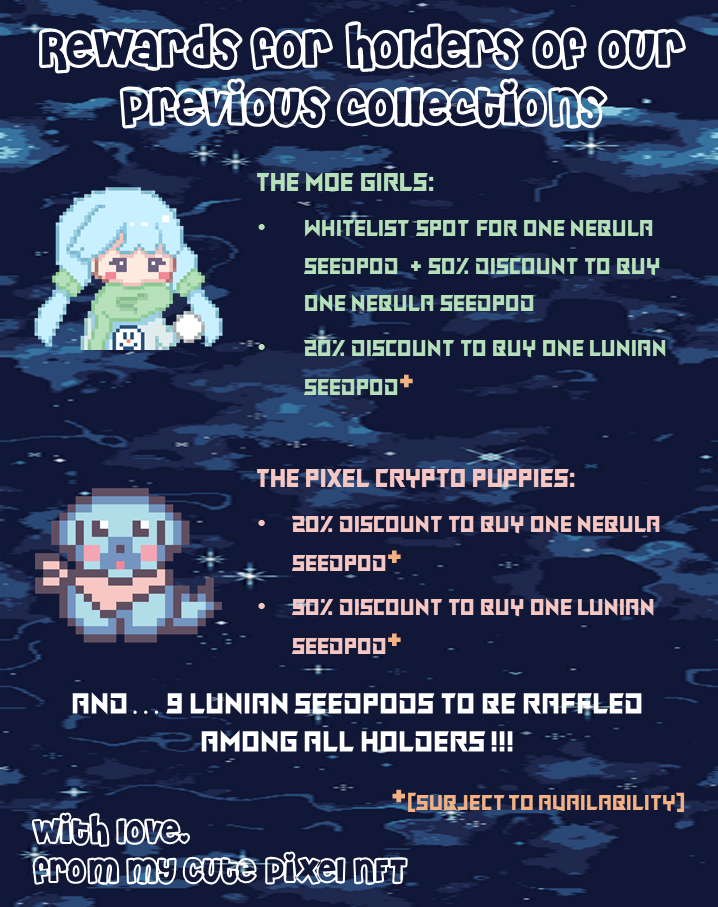 Rewards for holders of our
previous collections
THE MOE GIRLS:
• WHITELIST SPOT FOR ONE NEBULA
SEEDPOD + 50% DISCOUNT TO BUY
ONE NEBULA SEEDPOD
• 20% DISCOUNT TO BUY ONE LUNIAN
SEEDPOD+
THE PIXEL CRYPTO PUPPIES:
• 20% DISCOUNT TO BUY ONE NEBULA
SEEDPOD+
• 50% DISCOUNT TO BUY ONE LUNIAN
SEEDPOD+
AND... 9 LUNIAN SEEDPODS TO BE RAFFLED
AMONG ALL HOLDERS !!!
+[SUBJECT TO AVAILABILITY]
with love,
from my cute pixel NFT